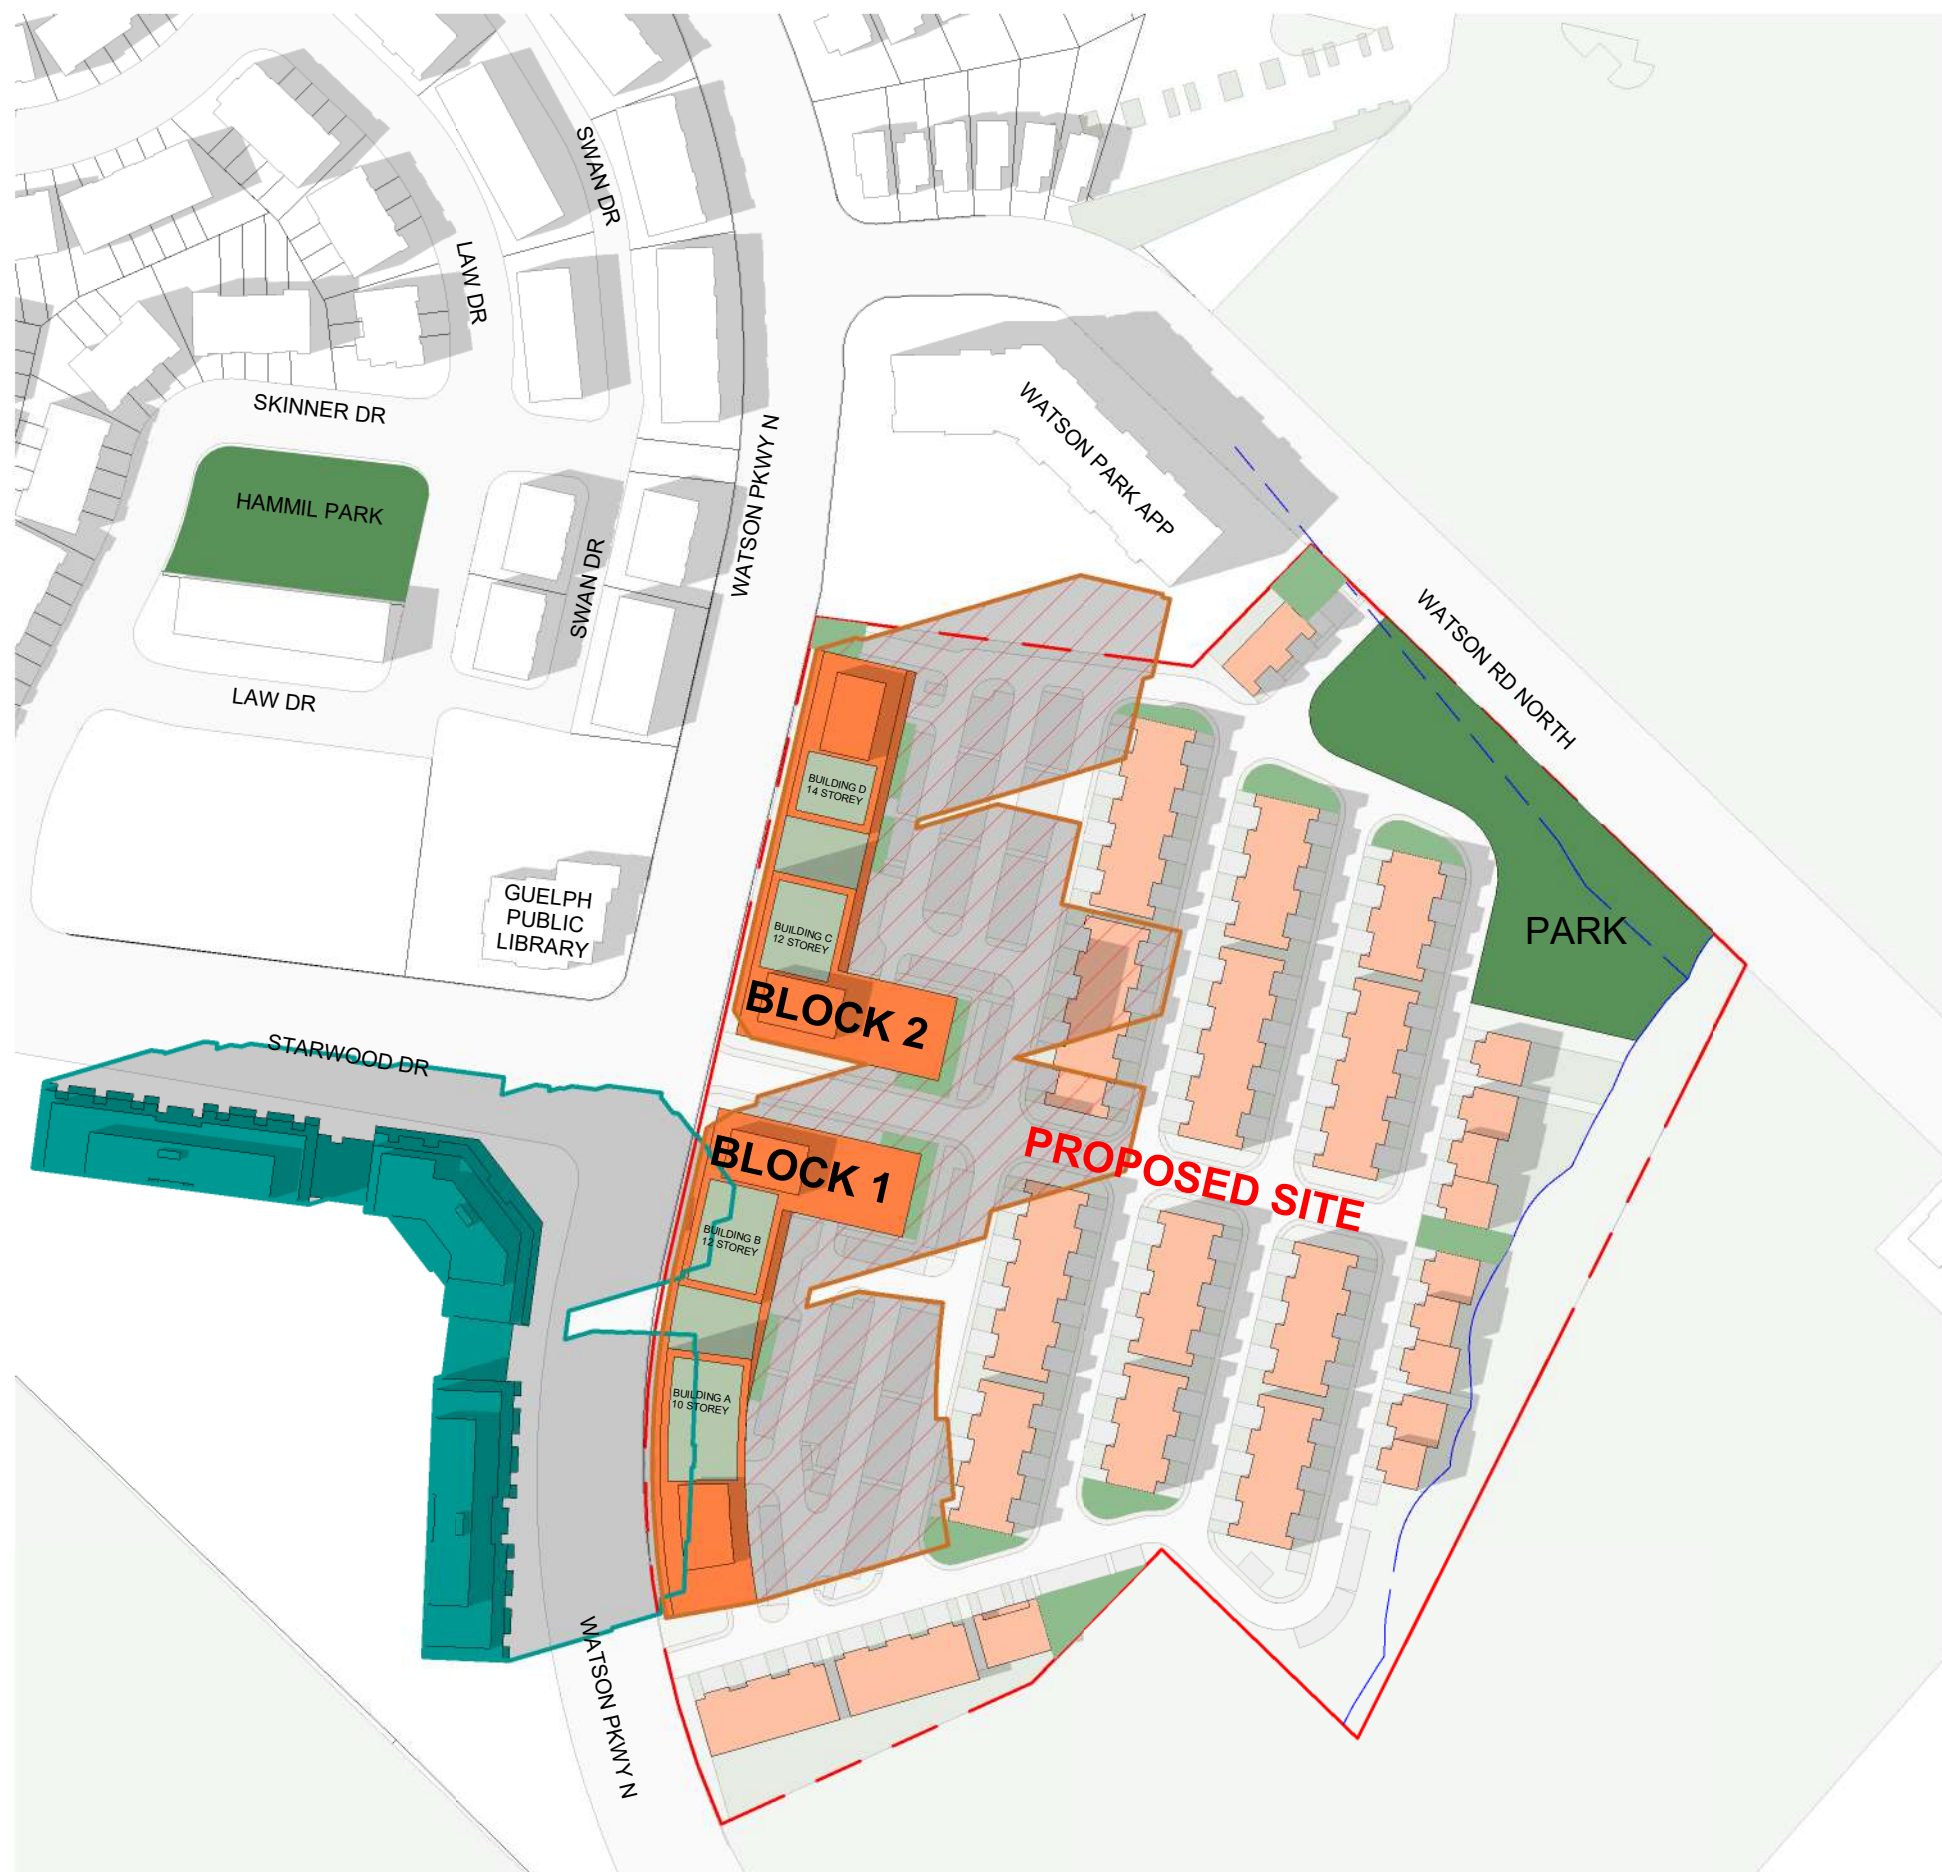 SWAN DR
LAW DR
SKINNER DR
WATSON PARK APP
WATSON PKWY N
HAMMIL PARK
SWAN DR
WATSON RD NORTH
LAW DR
BUILDING D
14 STOREY
GUELPH
PUBLIC
LIBRARY
BUILDING C
12 STOREY
PARK
BLOCK 2
STARWOOD DR
BLOCK 1
PROPOSED SITE
BUILDING B
12 STOREY
BUILDING A
10 STOREY
WATSON PKWY N